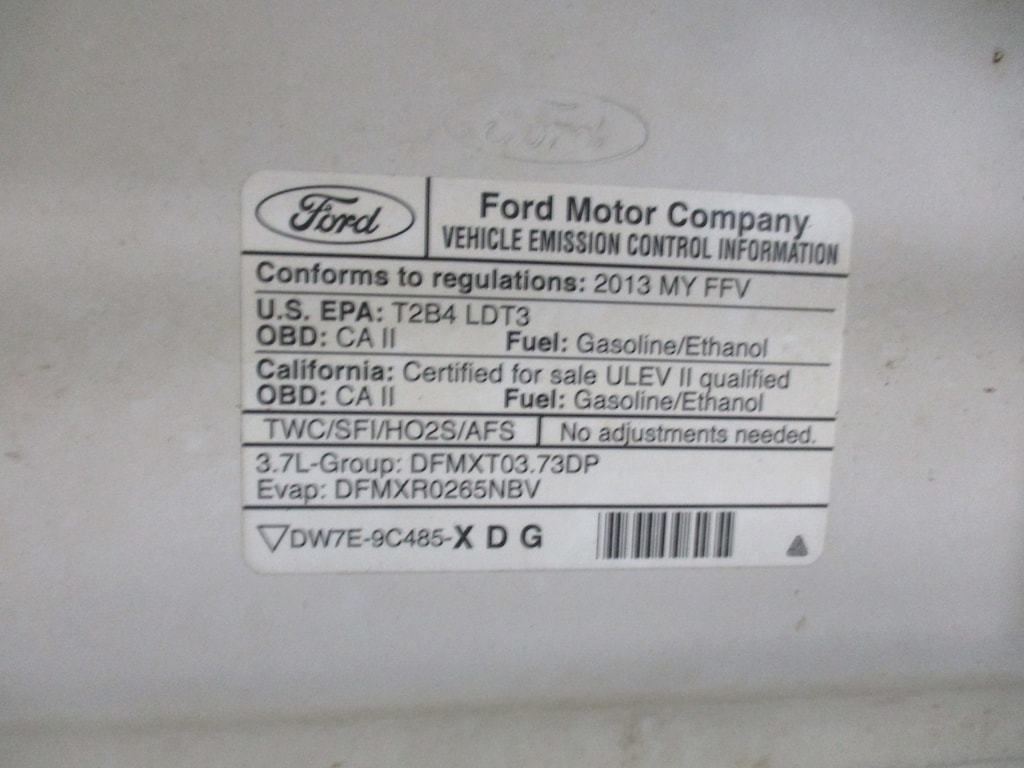 Ford
Ford
Ford Motor Company
VEHICLE EMISSION CONTROL INFORMATION
Conforms to regulations: 2013 MY FFV
U.S. EPA: T2B4 LDT3
OBD: CA II Fuel: Gasoline/Ethanol
California: Certified for sale ULEV II qualified
OBD: CA II Fuel: Gasoline/Ethanol
TWC/SFI/HO2S/AFS No adjustments needed.
3.7L-Group: DFMXT03.73DP
Evap: DFMXR0265NBV
DW7E-9C485-X D G